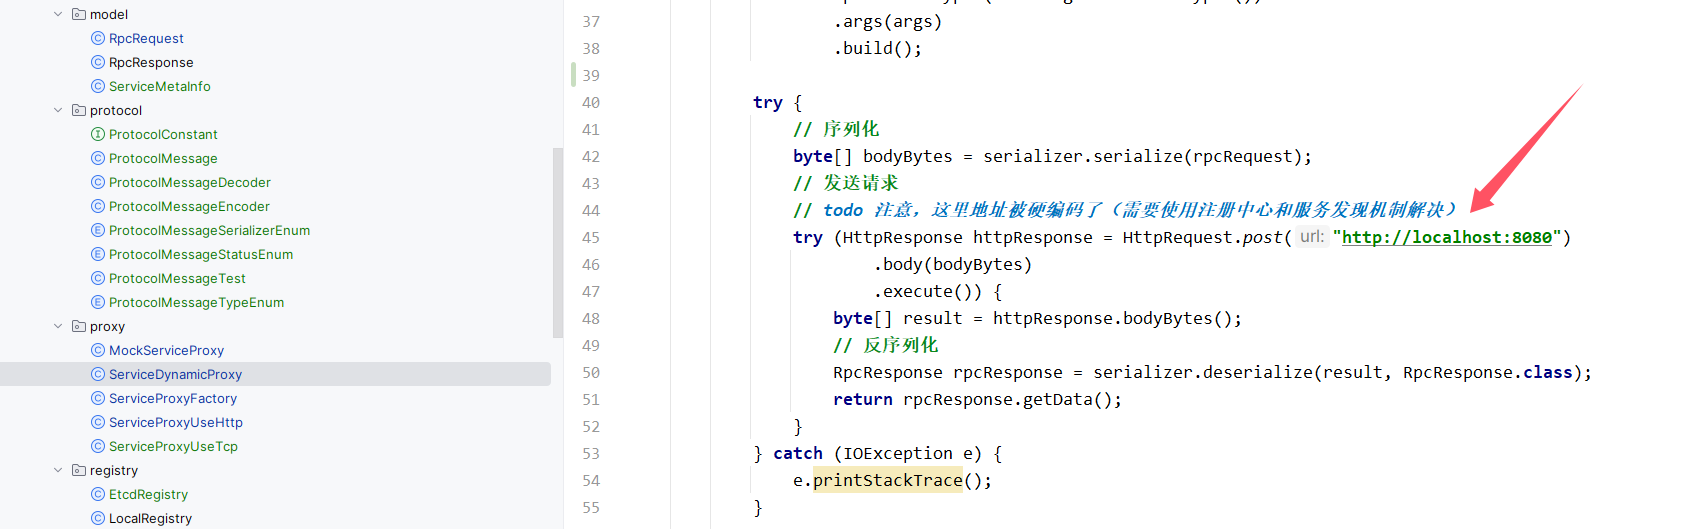 model
RpcRequest
RpcResponse
ServiceMetaInfo
protocol
ProtocolConstant
ProtocolMessage
ProtocolMessageDecoder
ProtocolMessageEncoder
ProtocolMessageSerializerEnum
ProtocolMessageStatusEnum
ProtocolMessageTest
ProtocolMessageTypeEnum
proxy
MockServiceProxy
ServiceDynamicProxy
ServiceProxyFactory
ServiceProxyUseHttp
ServiceProxyUseTcp
registry
EtcdRegistry
LocalRegistry
37 .args(args)
38 .build();
39
40 try {
41 // 序列化
42 byte[] bodyBytes = serializer.serialize(rpcRequest);
43 // 发送请求
44 // todo 注意，这里地址被硬编码了（需要使用注册中心和服务发现机制解决）
45 try (HttpResponse httpResponse = HttpRequest.post( url: "http://localhost:8080")
46 .body(bodyBytes)
47 .execute()) {
48 byte[] result = httpResponse.bodyBytes();
49 // 反序列化
50 RpcResponse rpcResponse = serializer.deserialize(result, RpcResponse.class);
51 return rpcResponse.getData();
52 }
53 } catch (IOException e) {
54 e.printStackTrace();
55 }